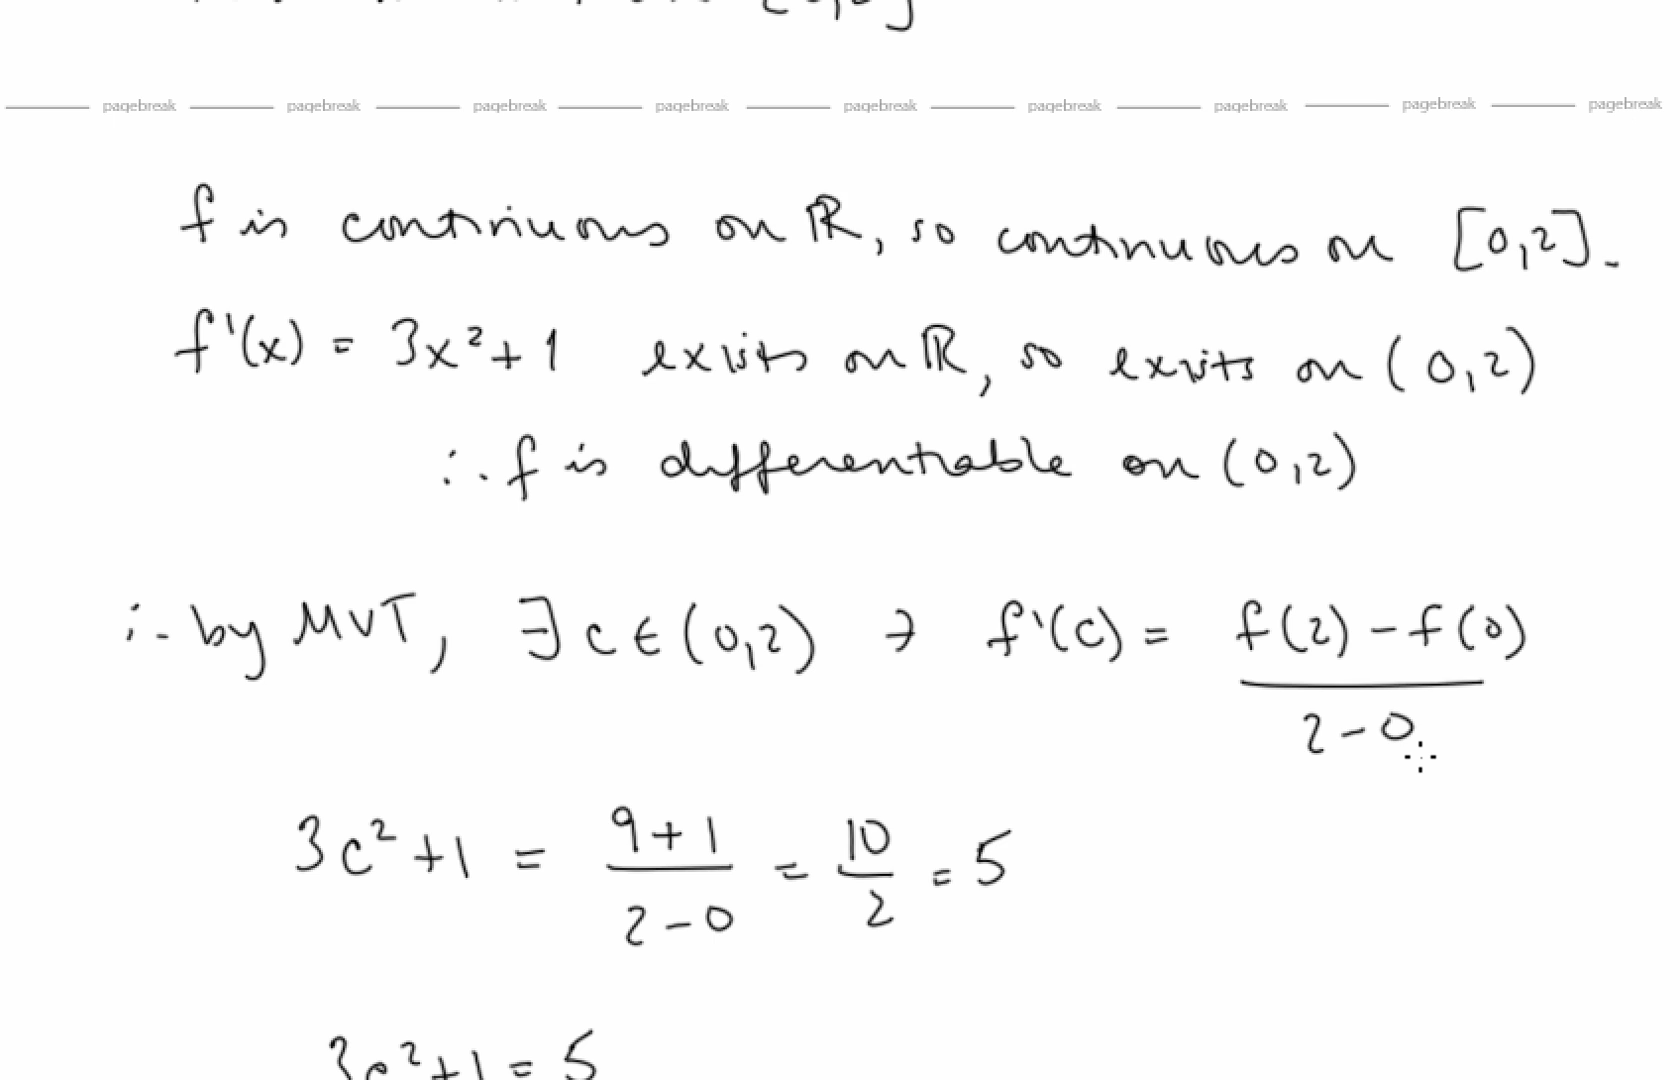 [0,2]
pagebreak pagebreak pagebreak pagebreak pagebreak pagebreak pagebreak pagebreak pagebreak
f is continuous on ℝ, so continuous on [0,2].
f'(x) = 3x²+1 exists on ℝ, so exists on (0,2)
∴ f is differentiable on (0,2)
∴ by MVT, ∃ c ∈ (0,2) ∋ f'(c) = f(2) - f(0)
2-0
3c²+1 = 9+1 / 2-0 = 10 / 2 = 5
3c²+1 = 5